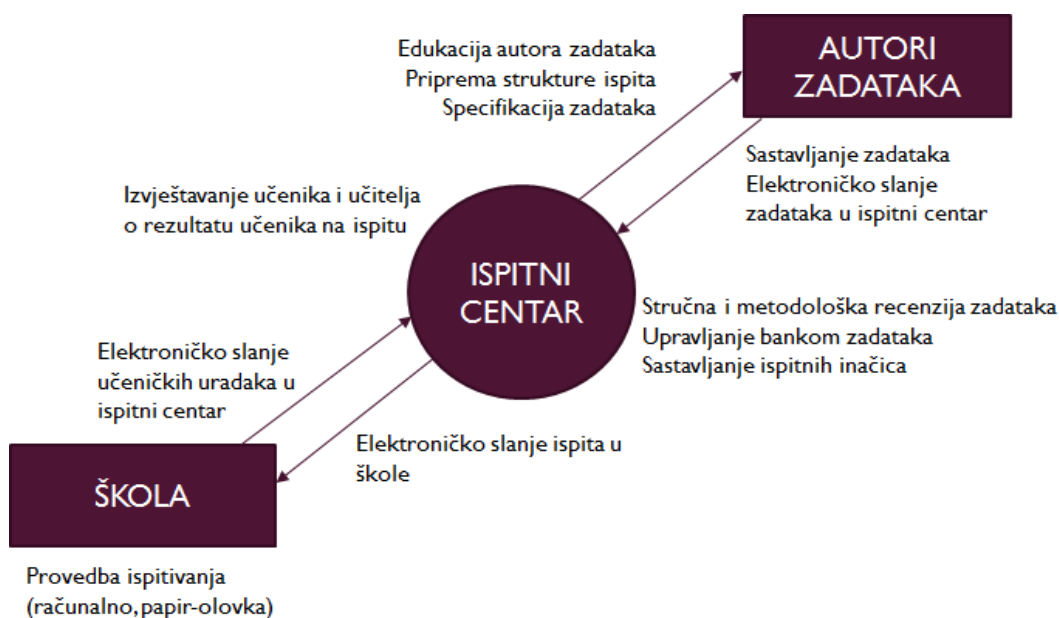 Edukacija autora zadataka
Priprema strukture ispita
Specifikacija zadataka
AUTORI
ZADATAKA
Sastavljanje zadataka
Elektroničko slanje
zadataka u ispitni centar
Izvještavanje učenika i učitelja
o rezultatu učenika na ispitu
ISPITNI
CENTAR
Stručna i metodološka recenzija zadataka
Upravljanje bankom zadataka
Sastavljanje ispitnih inačica
Elektroničko slanje
učeničkih uradaka u
ispitni centar
Elektroničko slanje ispita u
škole
ŠKOLA
Provedba ispitivanja
(računalno, papir-olovka)